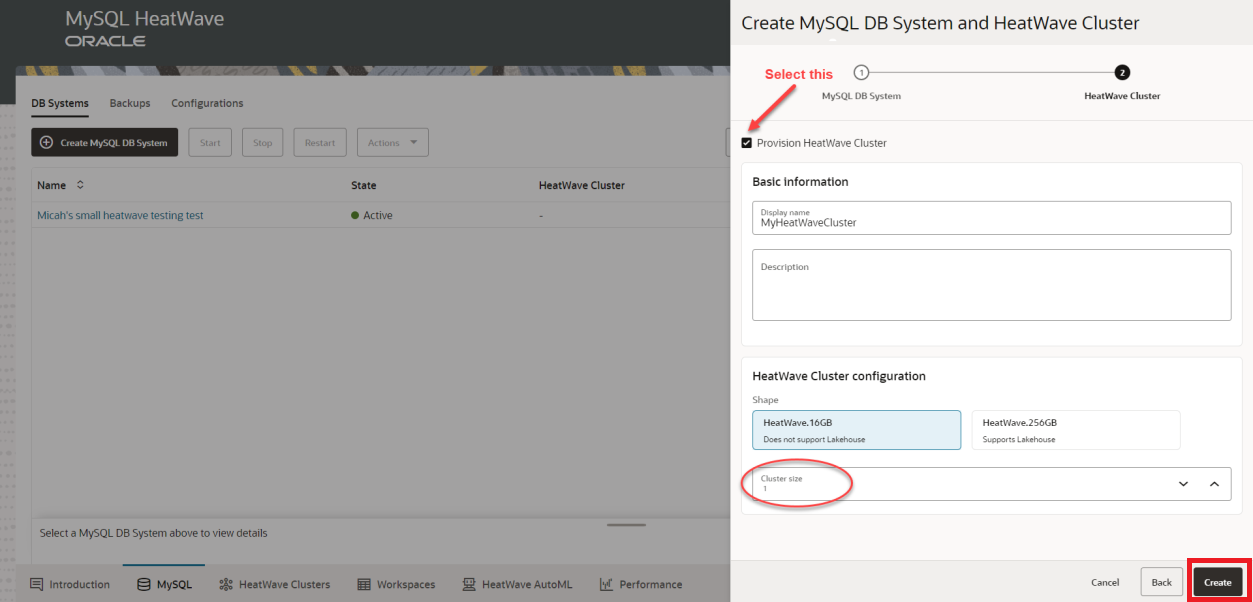 MySQL HeatWave
ORACLE
DB Systems Backups Configurations
Create MySQL DB System Start Stop Restart Actions
Name State HeatWave Cluster
Micah's small heatwave testing test Active -
Select a MySQL DB System above to view details
Introduction MySQL HeatWave Clusters Workspaces HeatWave AutoML Performance
Create MySQL DB System and HeatWave Cluster
Select this
1 2
MySQL DB System HeatWave Cluster
Provision HeatWave Cluster
Basic information
Display name
MyHeatWaveCluster
Description
HeatWave Cluster configuration
Shape
HeatWave.16GB HeatWave.256GB
Does not support Lakehouse Supports Lakehouse
Cluster size
1
Cancel Back Create